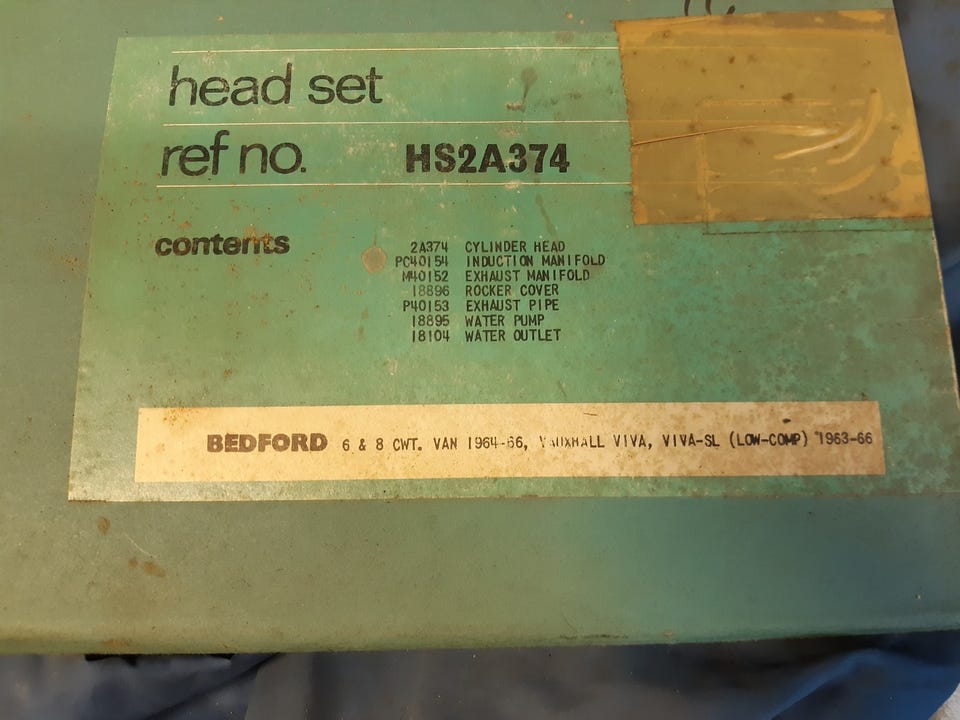 head set
ref no. HS2A374
contents
2A374 CYLINDER HEAD
PC40154 INDUCTION MANIFOLD
M40152 EXHAUST MANIFOLD
18896 ROCKER COVER
P40153 EXHAUST PIPE
18895 WATER PUMP
18104 WATER OUTLET
BEDFORD 6 & 8 CWT. VAN 1964-66, VAUXHALL VIVA, VIVA-SL (LOW-COMP) 1963-66